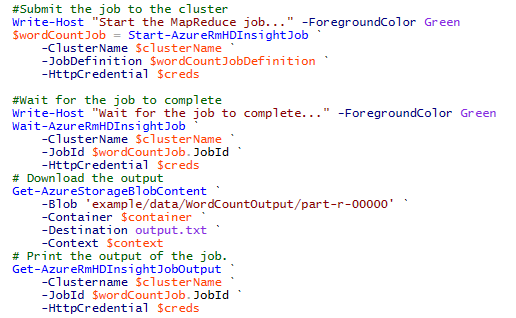 #Submit the job to the cluster
Write-Host "Start the MapReduce job..." -ForegroundColor Green
$wordCountJob = Start-AzureRmHDInsightJob `
    -ClusterName $clusterName `
    -JobDefinition $wordCountJobDefinition `
    -HttpCredential $creds

#Wait for the job to complete
Write-Host "Wait for the job to complete..." -ForegroundColor Green
Wait-AzureRmHDInsightJob `
    -ClusterName $clusterName `
    -JobId $wordCountJob.JobId `
    -HttpCredential $creds
# Download the output
Get-AzureStorageBlobContent `
    -Blob 'example/data/WordCountOutput/part-r-00000' `
    -Container $container `
    -Destination output.txt `
    -Context $context
# Print the output of the job.
Get-AzureRmHDInsightJobOutput `
    -Clustername $clusterName `
    -JobId $wordCountJob.JobId `
    -HttpCredential $creds